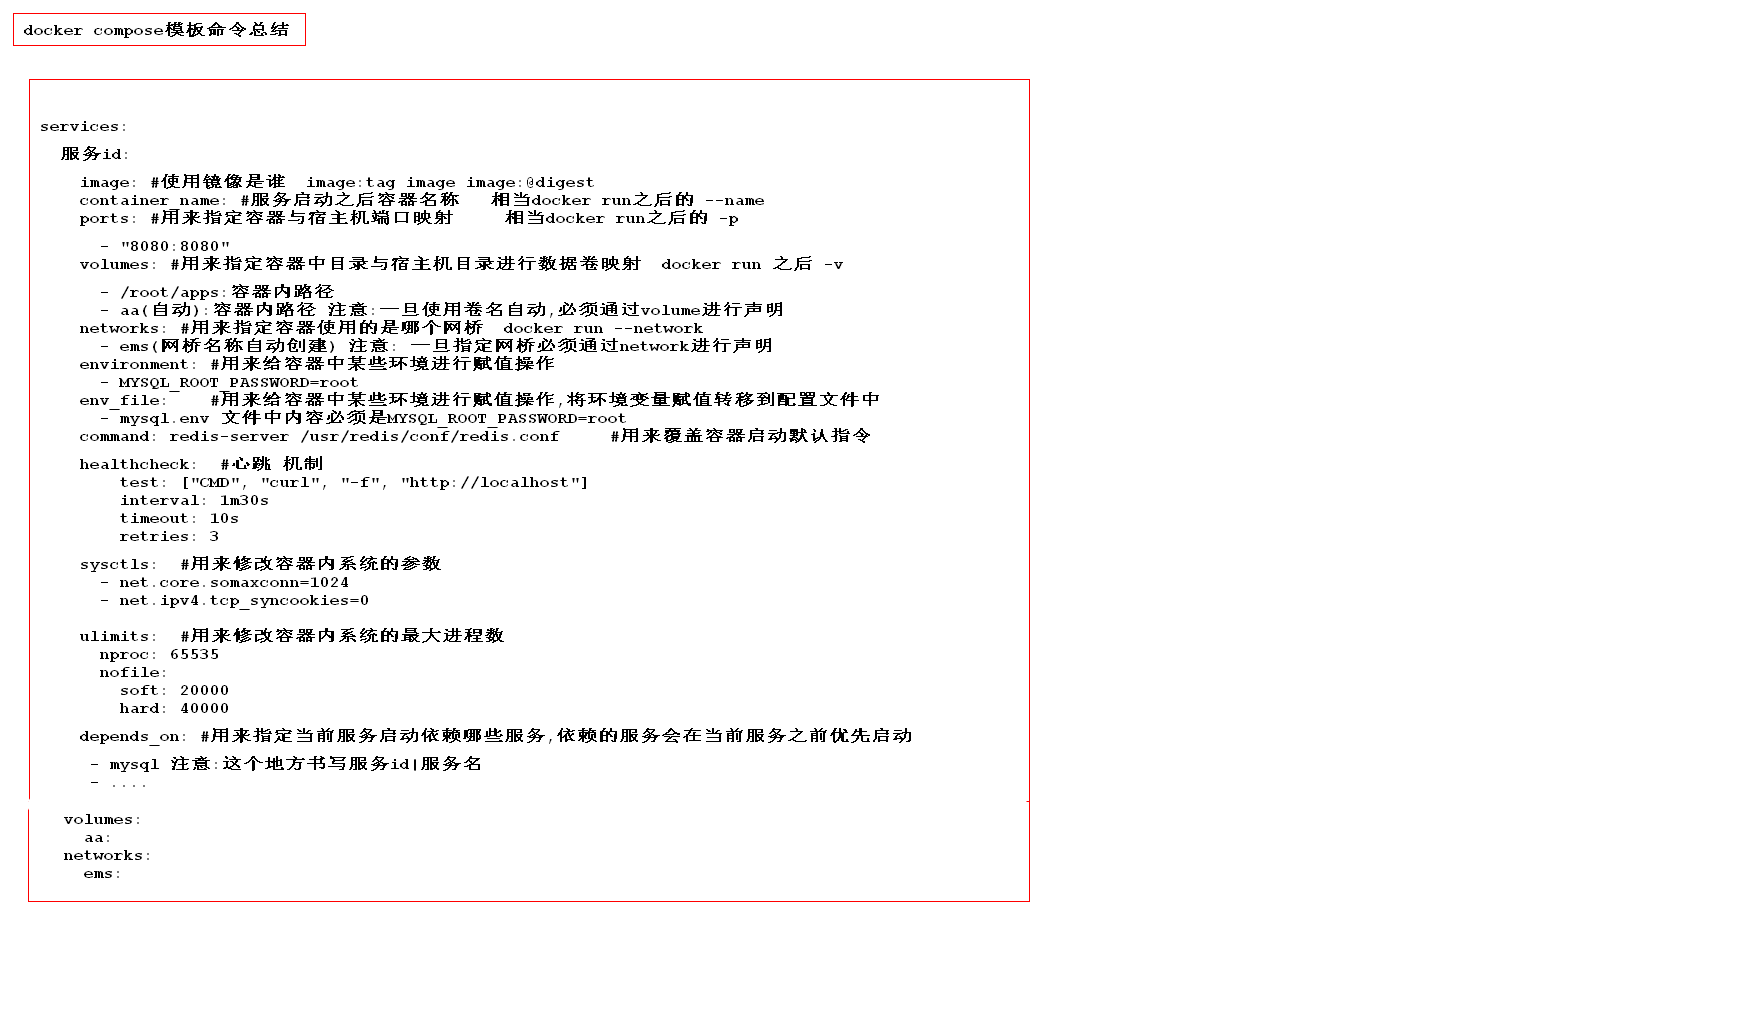 docker compose模板命令总结
services:
服务id:
image: #使用镜像是谁  image:tag image image:@digest
container_name: #服务启动之后容器名称   相当docker run之后的 --name
ports: #用来指定容器与宿主机端口映射     相当docker run之后的 -p
- "8080:8080"
volumes: #用来指定容器中目录与宿主机目录进行数据卷映射  docker run 之后 -v
- /root/apps:容器内路径
- aa(自动):容器内路径 注意:一旦使用卷名自动,必须通过volume进行声明
networks: #用来指定容器使用的是哪个网桥  docker run --network
- ems(网桥名称自动创建) 注意: 一旦指定网桥必须通过network进行声明
environment: #用来给容器中某些环境进行赋值操作
- MYSQL_ROOT_PASSWORD=root
env_file:    #用来给容器中某些环境进行赋值操作,将环境变量赋值转移到配置文件中
- mysql.env 文件中内容必须是MYSQL_ROOT_PASSWORD=root
command: redis-server /usr/redis/conf/redis.conf     #用来覆盖容器启动默认指令
healthcheck:  #心跳 机制
test: ["CMD", "curl", "-f", "http://localhost"]
interval: 1m30s
timeout: 10s
retries: 3
sysctls:  #用来修改容器内系统的参数
- net.core.somaxconn=1024
- net.ipv4.tcp_syncookies=0
ulimits:  #用来修改容器内系统的最大进程数
nproc: 65535
nofile:
soft: 20000
hard: 40000
depends_on: #用来指定当前服务启动依赖哪些服务,依赖的服务会在当前服务之前优先启动
- mysql 注意:这个地方书写服务id|服务名
- ....
volumes:
aa:
networks:
ems: